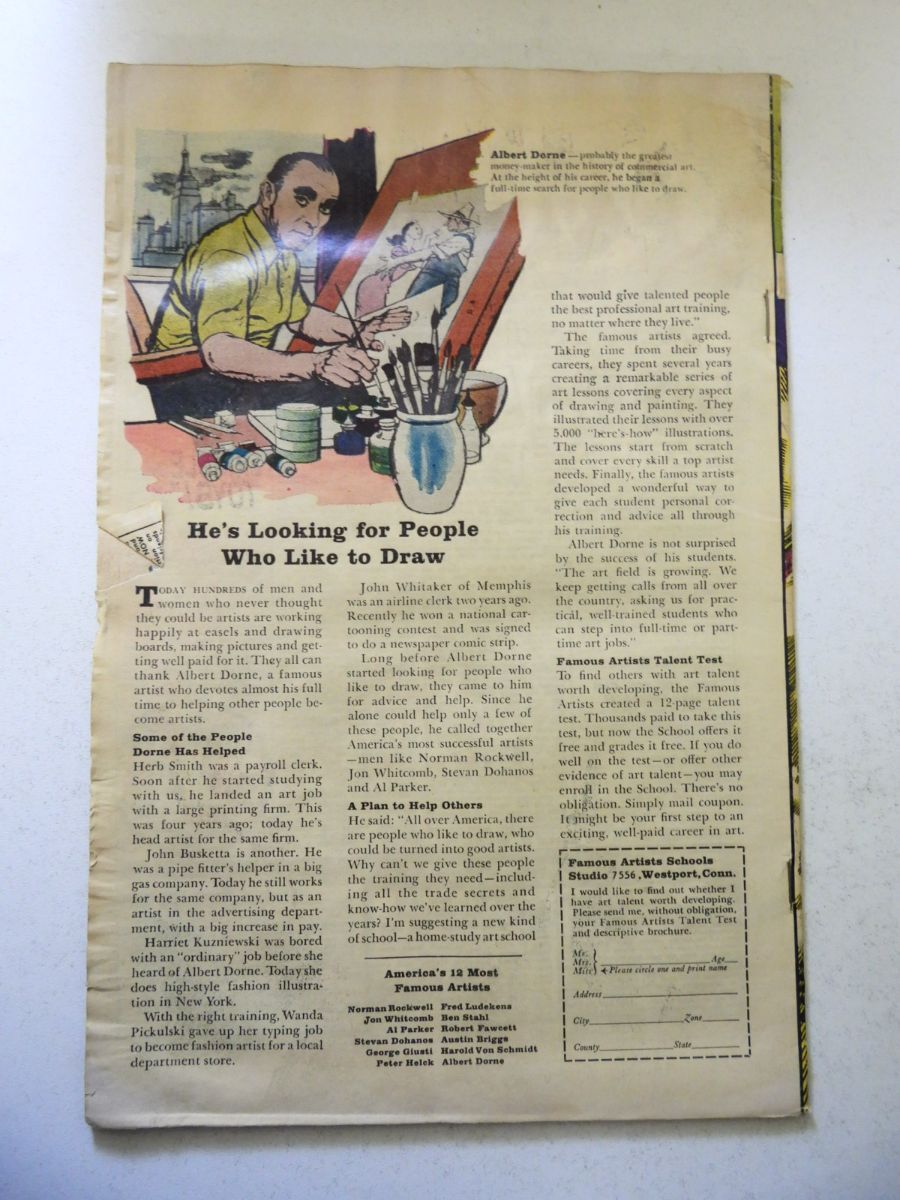 Albert Dorne — probably the greatest
money-maker in the history of commercial art.
At the height of his career, he began a
full-time search for people who like to draw.
He's Looking for People
Who Like to Draw
TODAY HUNDREDS of men and
women who never thought
they could be artists are working
happily at easels and drawing
boards, making pictures and get-
ting well paid for it. They all can
thank Albert Dorne, a famous
artist who devotes almost his full
time to helping other people be-
come artists.
Some of the People
Dorne Has Helped
Herb Smith was a payroll clerk.
Soon after he started studying
with us, he landed an art job
with a large printing firm. This
was four years ago; today he's
head artist for the same firm.
John Busketta is another. He
was a pipe fitter's helper in a big
gas company. Today he still works
for the same company, but as an
artist in the advertising depart-
ment, with a big increase in pay.
Harriet Kuzniewski was bored
with an "ordinary" job before she
heard of Albert Dorne. Today she
does high-style fashion illustra-
tion in New York.
With the right training, Wanda
Pickulski gave up her typing job
to become fashion artist for a local
department store.
John Whitaker of Memphis
was an airline clerk two years ago.
Recently he won a national car-
tooning contest and was signed
to do a newspaper comic strip.
Long before Albert Dorne
started looking for people who
like to draw, they came to him
for advice and help. Since he
alone could help only a few of
these people, he called together
America's most successful artists
—men like Norman Rockwell,
Jon Whitcomb, Stevan Dohanos
and Al Parker.
A Plan to Help Others
He said: "All over America, there
are people who like to draw, who
could be turned into good artists.
Why can't we give these people
the training they need—includ-
ing all the trade secrets and
know-how we've learned over the
years? I'm suggesting a new kind
of school—a home-study art school
America's 12 Most
Famous Artists
Norman Rockwell Fred Ludekens
Jon Whitcomb Ben Stahl
Al Parker Robert Fawcett
Stevan Dohanos Austin Briggs
George Giusti Harold Von Schmidt
Peter Helck Albert Dorne
that would give talented people
the best professional art training,
no matter where they live."
The famous artists agreed.
Taking time from their busy
careers, they spent several years
creating a remarkable series of
art lessons covering every aspect
of drawing and painting. They
illustrated their lessons with over
5,000 "here's-how" illustrations.
The lessons start from scratch
and cover every skill a top artist
needs. Finally, the famous artists
developed a wonderful way to
give each student personal cor-
rection and advice all through
his training.
Albert Dorne is not surprised
by the success of his students.
"The art field is growing. We
keep getting calls from all over
the country, asking us for prac-
tical, well-trained students who
can step into full-time or part-
time art jobs."
Famous Artists Talent Test
To find others with art talent
worth developing, the Famous
Artists created a 12-page talent
test. Thousands paid to take this
test, but now the School offers it
free and grades it free. If you do
well on the test—or offer other
evidence of art talent—you may
enroll in the School. There's no
obligation. Simply mail coupon.
It might be your first step to an
exciting, well-paid career in art.
Famous Artists Schools
Studio 7556, Westport, Conn.
I would like to find out whether I
have art talent worth developing.
Please send me, without obligation,
your Famous Artists Talent Test
and descriptive brochure.
Mr.
Mrs. Age
Miss Please circle one and print name
Address
City Zone
County State
NOW